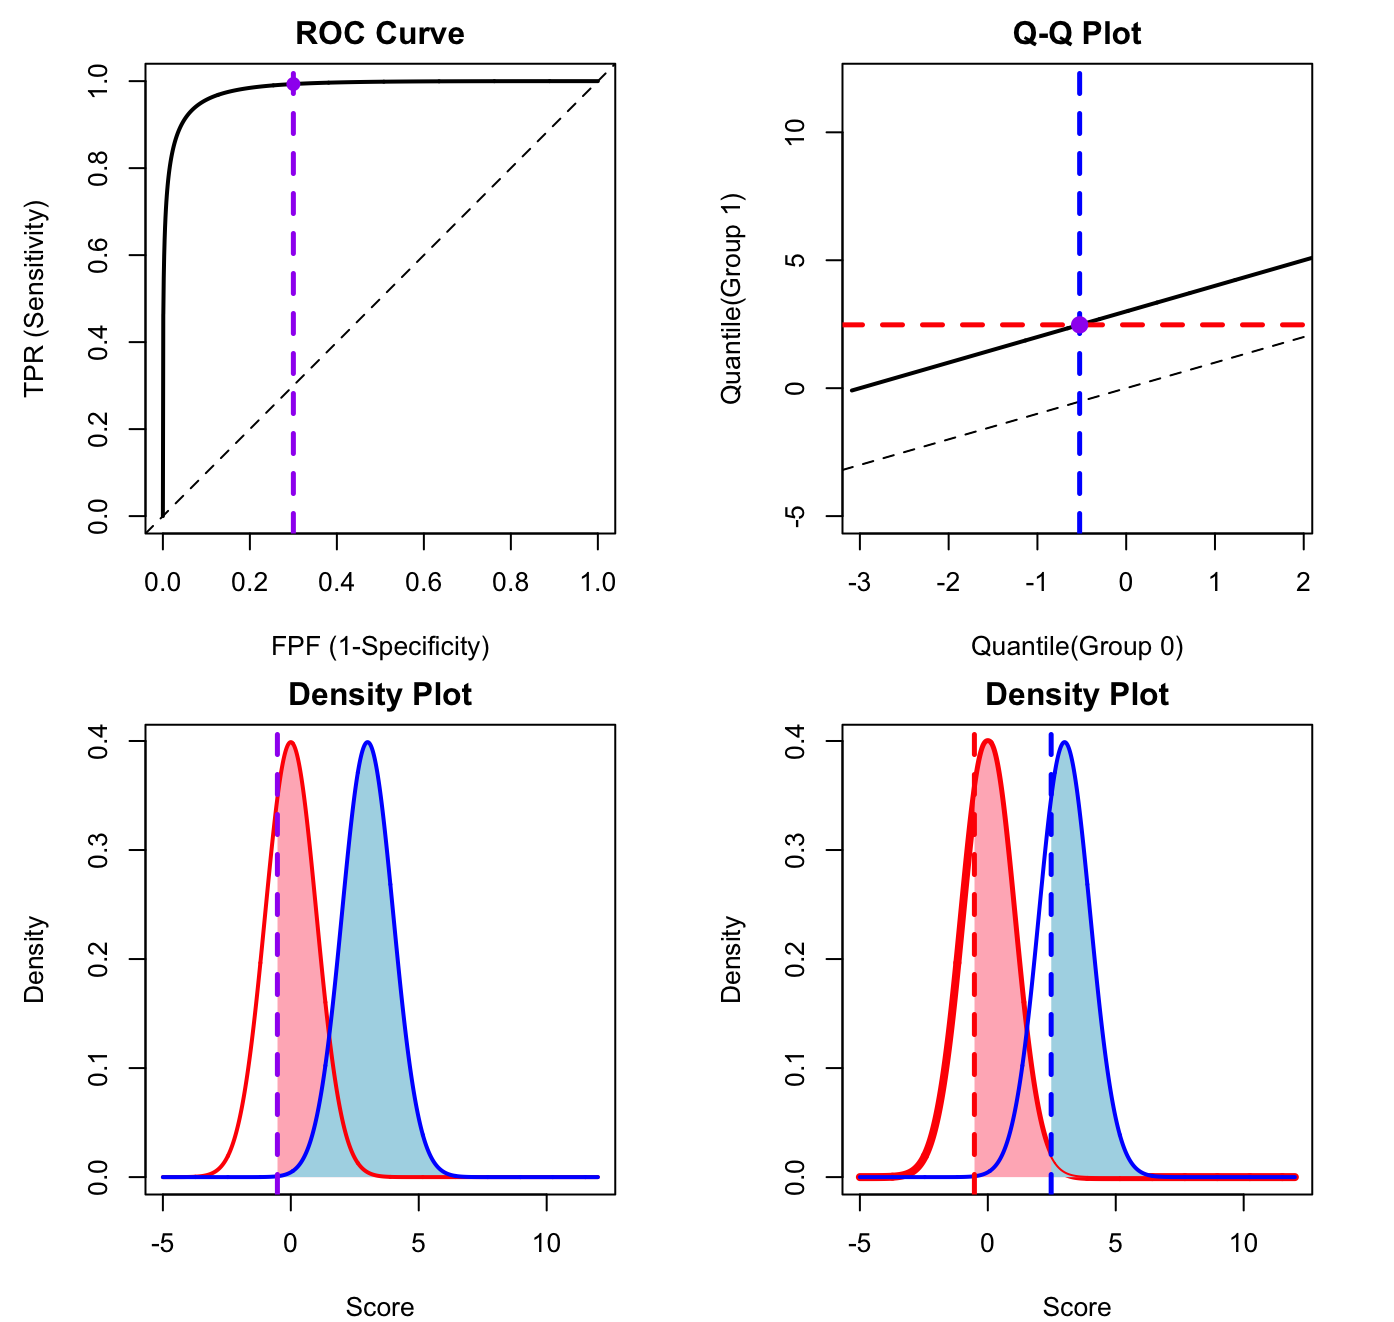 ROC Curve
TPR (Sensitivity)
1.0
0.8
0.6
0.4
0.2
0.0
0.0 0.2 0.4 0.6 0.8 1.0
FPF (1-Specificity)
Q-Q Plot
Quantile(Group 1)
10
5
0
-5
-3 -2 -1 0 1 2
Quantile(Group 0)
Density Plot
Density
0.4
0.3
0.2
0.1
0.0
-5 0 5 10
Score
Density Plot
Density
0.4
0.3
0.2
0.1
0.0
-5 0 5 10
Score